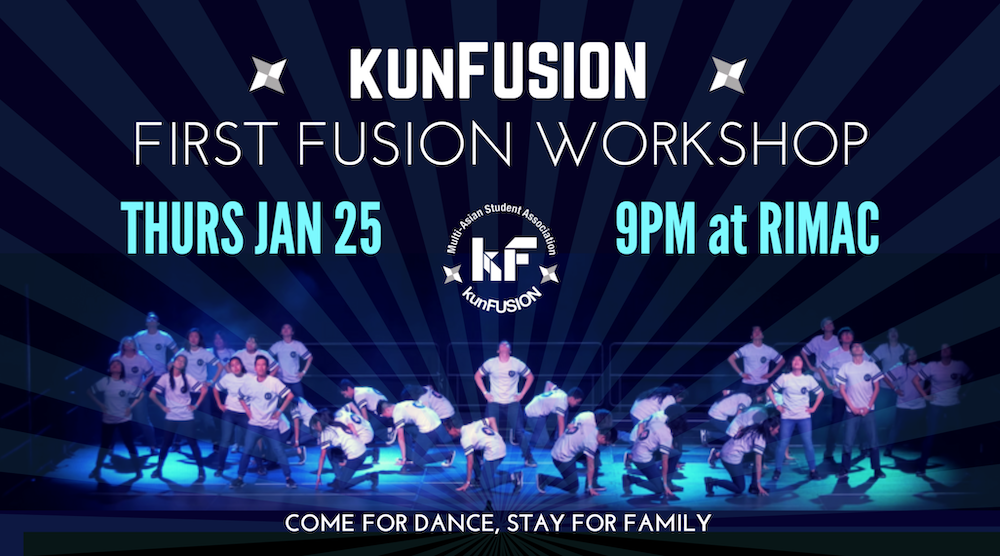 KUNFUSION
FIRST FUSION WORKSHOP
THURS JAN 25
9PM at RIMAC
Multi-Asian Student Association
kF
kunFUSION
COME FOR DANCE, STAY FOR FAMILY